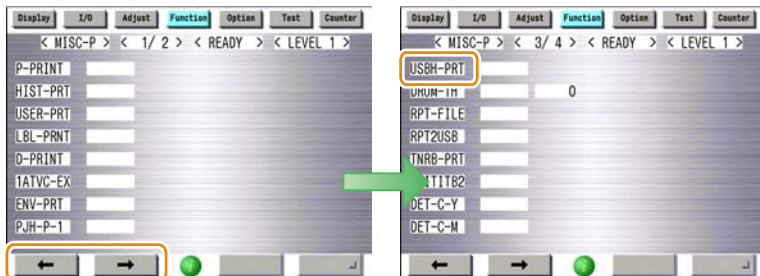 Display I/O Adjust Function Option Test Counter
< MISC-P > < 1/ 2 > < READY > < LEVEL 1 >
P-PRINT
HIST-PRT
USER-PRT
LBL-PRNT
D-PRINT
1ATVC-EX
ENV-PRT
PJH-P-1
Display I/O Adjust Function Option Test Counter
< MISC-P > < 3/ 4 > < READY > < LEVEL 1 >
USBH-PRT
DRUM-TH 0
RPT-FILE
RPT2USB
TNRB-PRT
DET-C-Y
DET-C-M